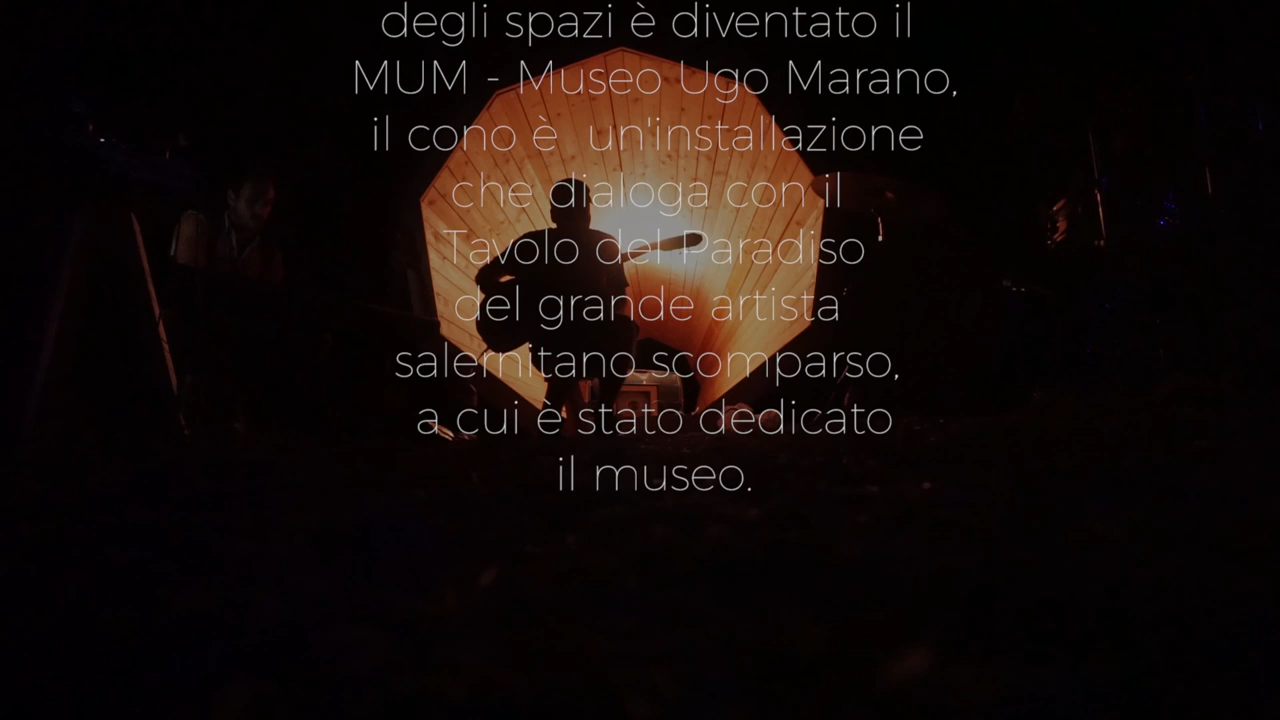 degli spazi è diventato il
MUM - Museo Ugo Marano,
il cono è un'installazione
che dialoga con il
Tavolo del Paradiso
del grande artista
salernitano scomparso,
a cui è stato dedicato
il museo.